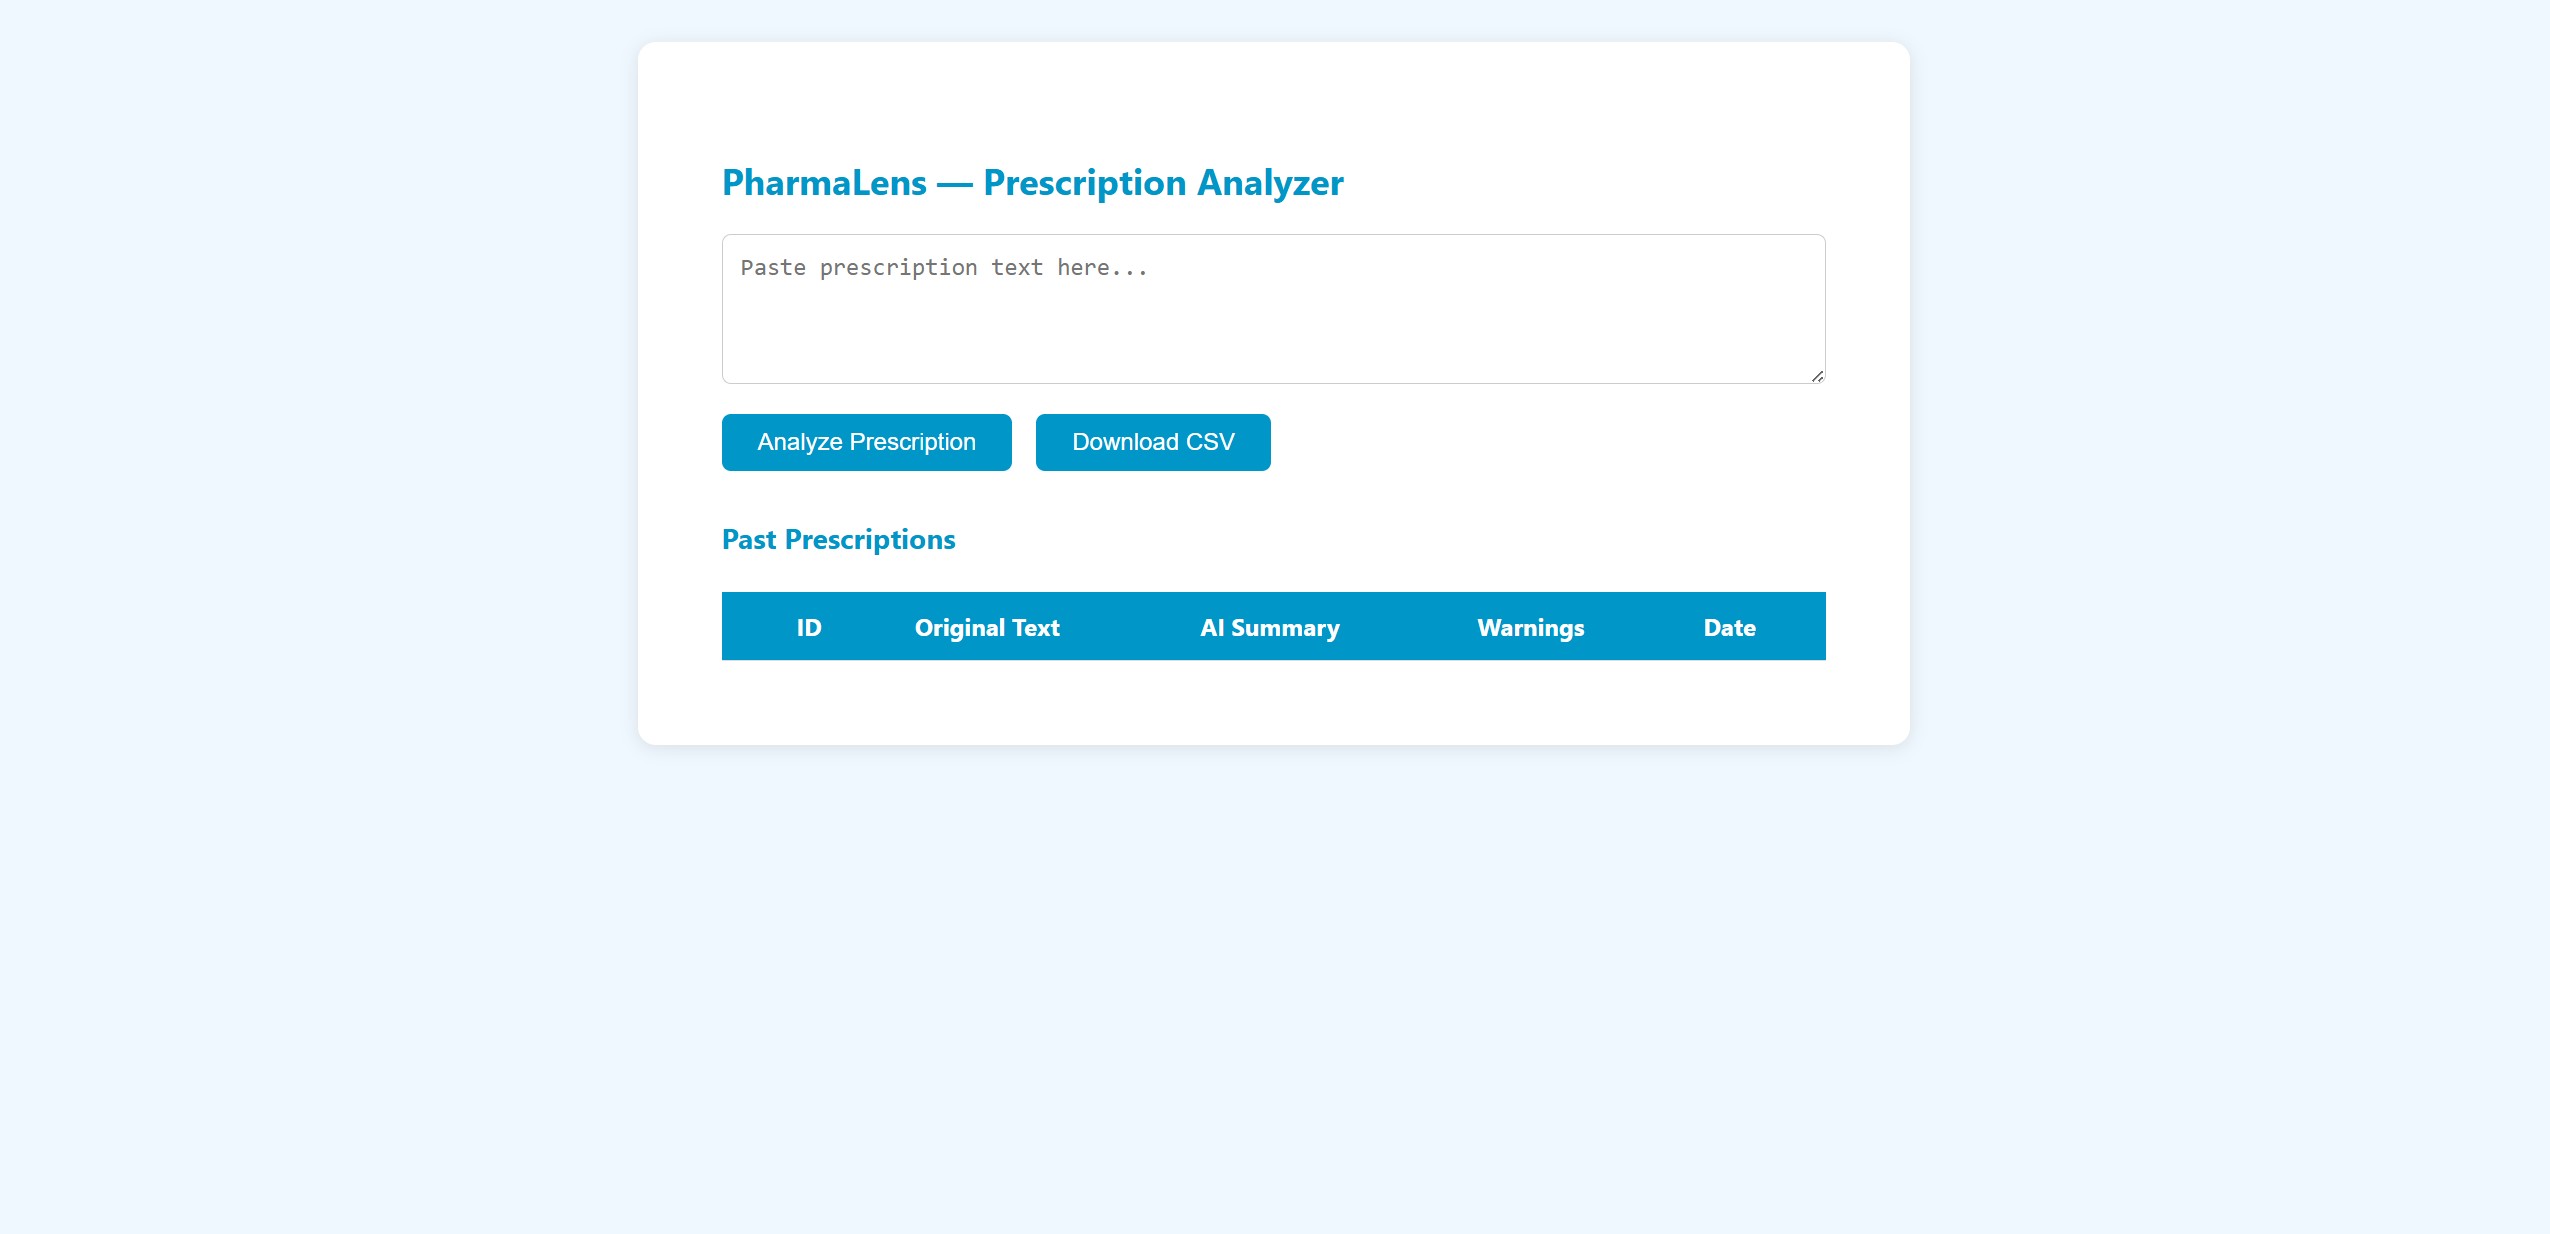 PharmaLens — Prescription Analyzer
Paste prescription text here...
Analyze Prescription Download CSV
Past Prescriptions
ID Original Text AI Summary Warnings Date